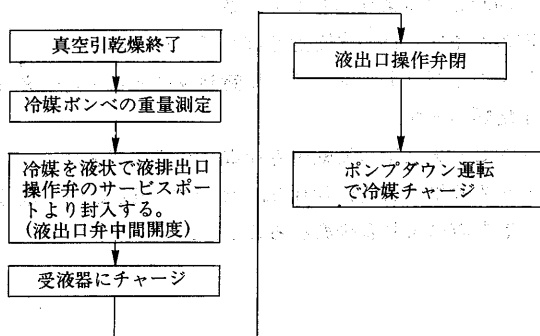 真空引乾燥終了
冷媒ボンベの重量測定
冷媒を液状で液排出口
操作弁のサービスポー
トより封入する。
(液出口弁中間開度)
受液器にチャージ
液出口操作弁閉
ポンプダウン運転
で冷媒チャージ